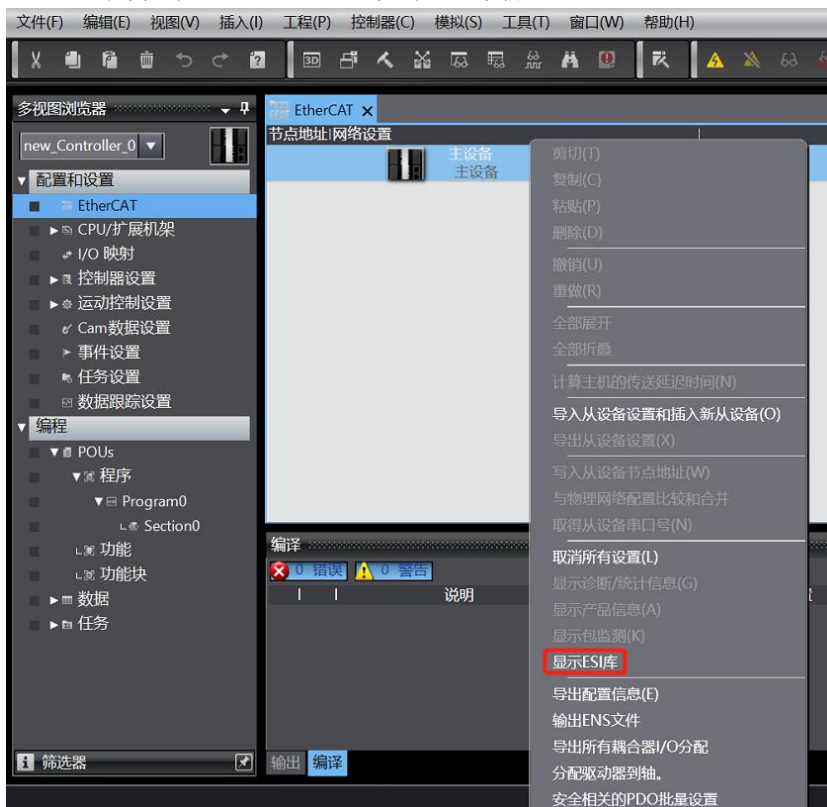 文件(F) 编辑(E) 视图(V) 插入(I) 工程(P) 控制器(C) 模拟(S) 工具(T) 窗口(W) 帮助(H)
3D
多视图浏览器
new_Controller_0
配置和设置
EtherCAT
CPU/扩展机架
I/O 映射
控制器设置
运动控制设置
Cam数据设置
事件设置
任务设置
数据跟踪设置
编程
POUs
程序
Program0
Section0
功能
功能块
数据
任务
筛选器
EtherCAT
节点地址|网络设置
主设备
主设备
剪切(T)
复制(C)
粘贴(P)
删除(D)
撤销(U)
重做(R)
全部展开
全部折叠
计算主机的传送延迟时间(N)
导入从设备设置和插入新从设备(O)
导出从设备设置(X)
写入从设备节点地址(W)
与物理网络配置比较和合并
取得从设备串口号(N)
取消所有设置(L)
显示诊断/统计信息(G)
显示产品信息(A)
显示包监测(K)
显示ESI库
导出配置信息(E)
输出ENS文件
导出所有耦合器I/O分配
分配驱动器到轴。
安全相关的PDO批量设置
编译
0 错误 0 警告
说明
输出 编译